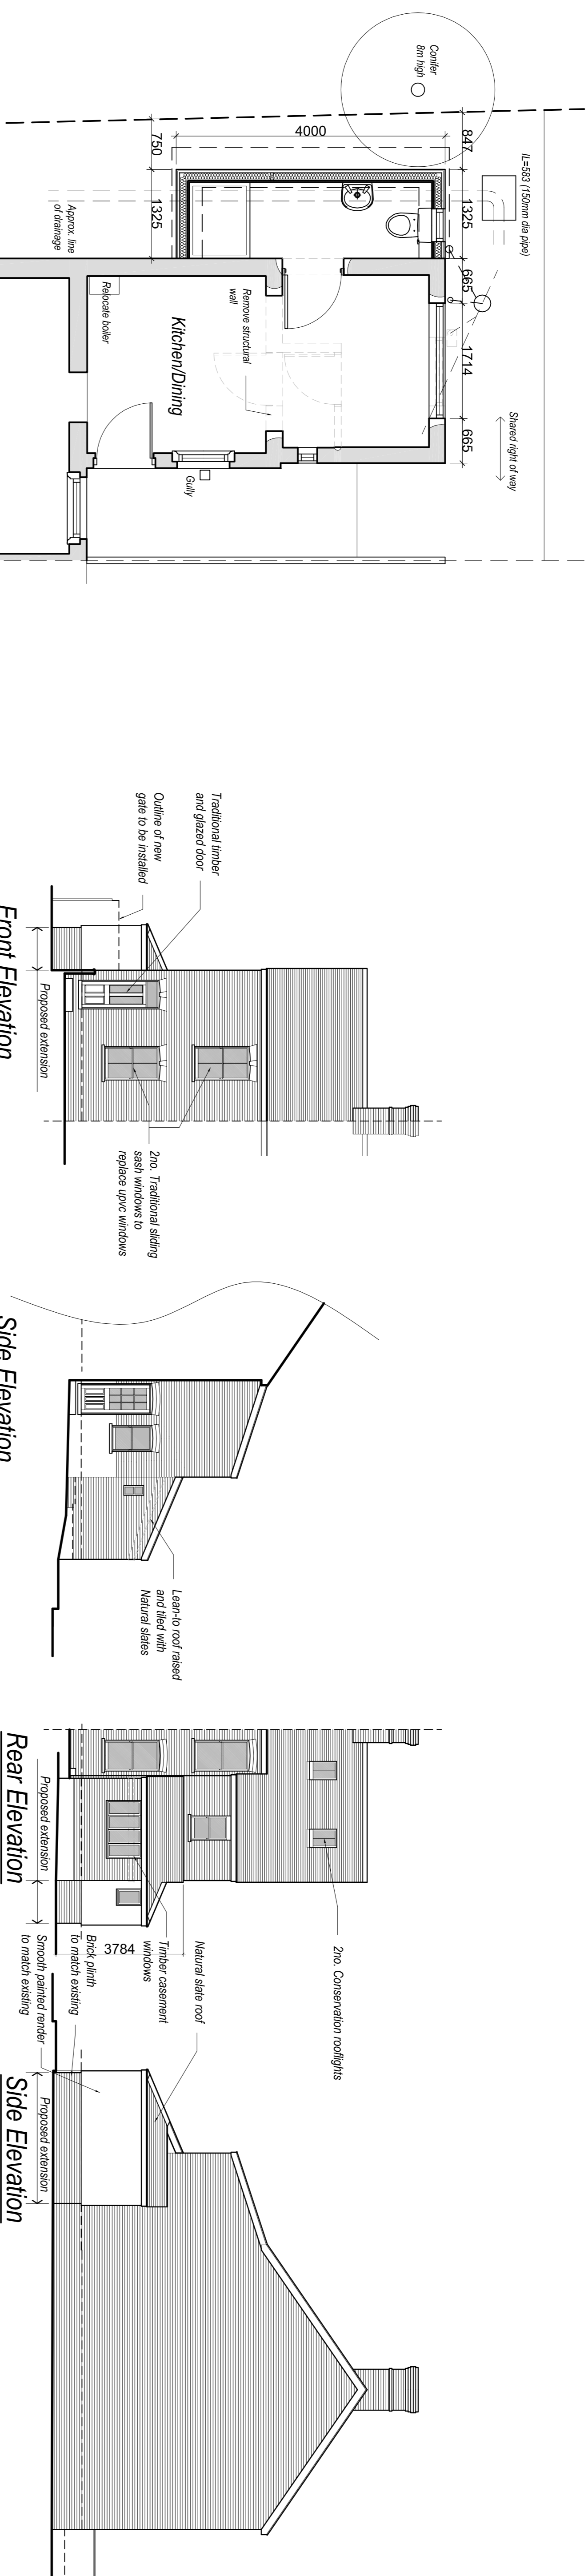 Conifer
8m high
4000
750
1325
847
1325
665
1714
665
IL=583 (150mm dia pipe)
Approx. line
of drainage
Relocate boiler
Kitchen/Dining
Remove structural
wall
Gully
Shared right of way
Traditional timber
and glazed door
Outline of new
gate to be installed
Proposed extension
2no. Traditional sliding
sash windows to
replace upvc windows
Front Elevation
Lean-to roof raised
and tiled with
Natural slates
Side Elevation
2no. Conservation rooflights
Natural slate roof
Timber casement
windows
3784
Brick plinth
To match existing
Smooth painted render
to match existing
Proposed extension
Rear Elevation
Proposed extension
Side Elevation